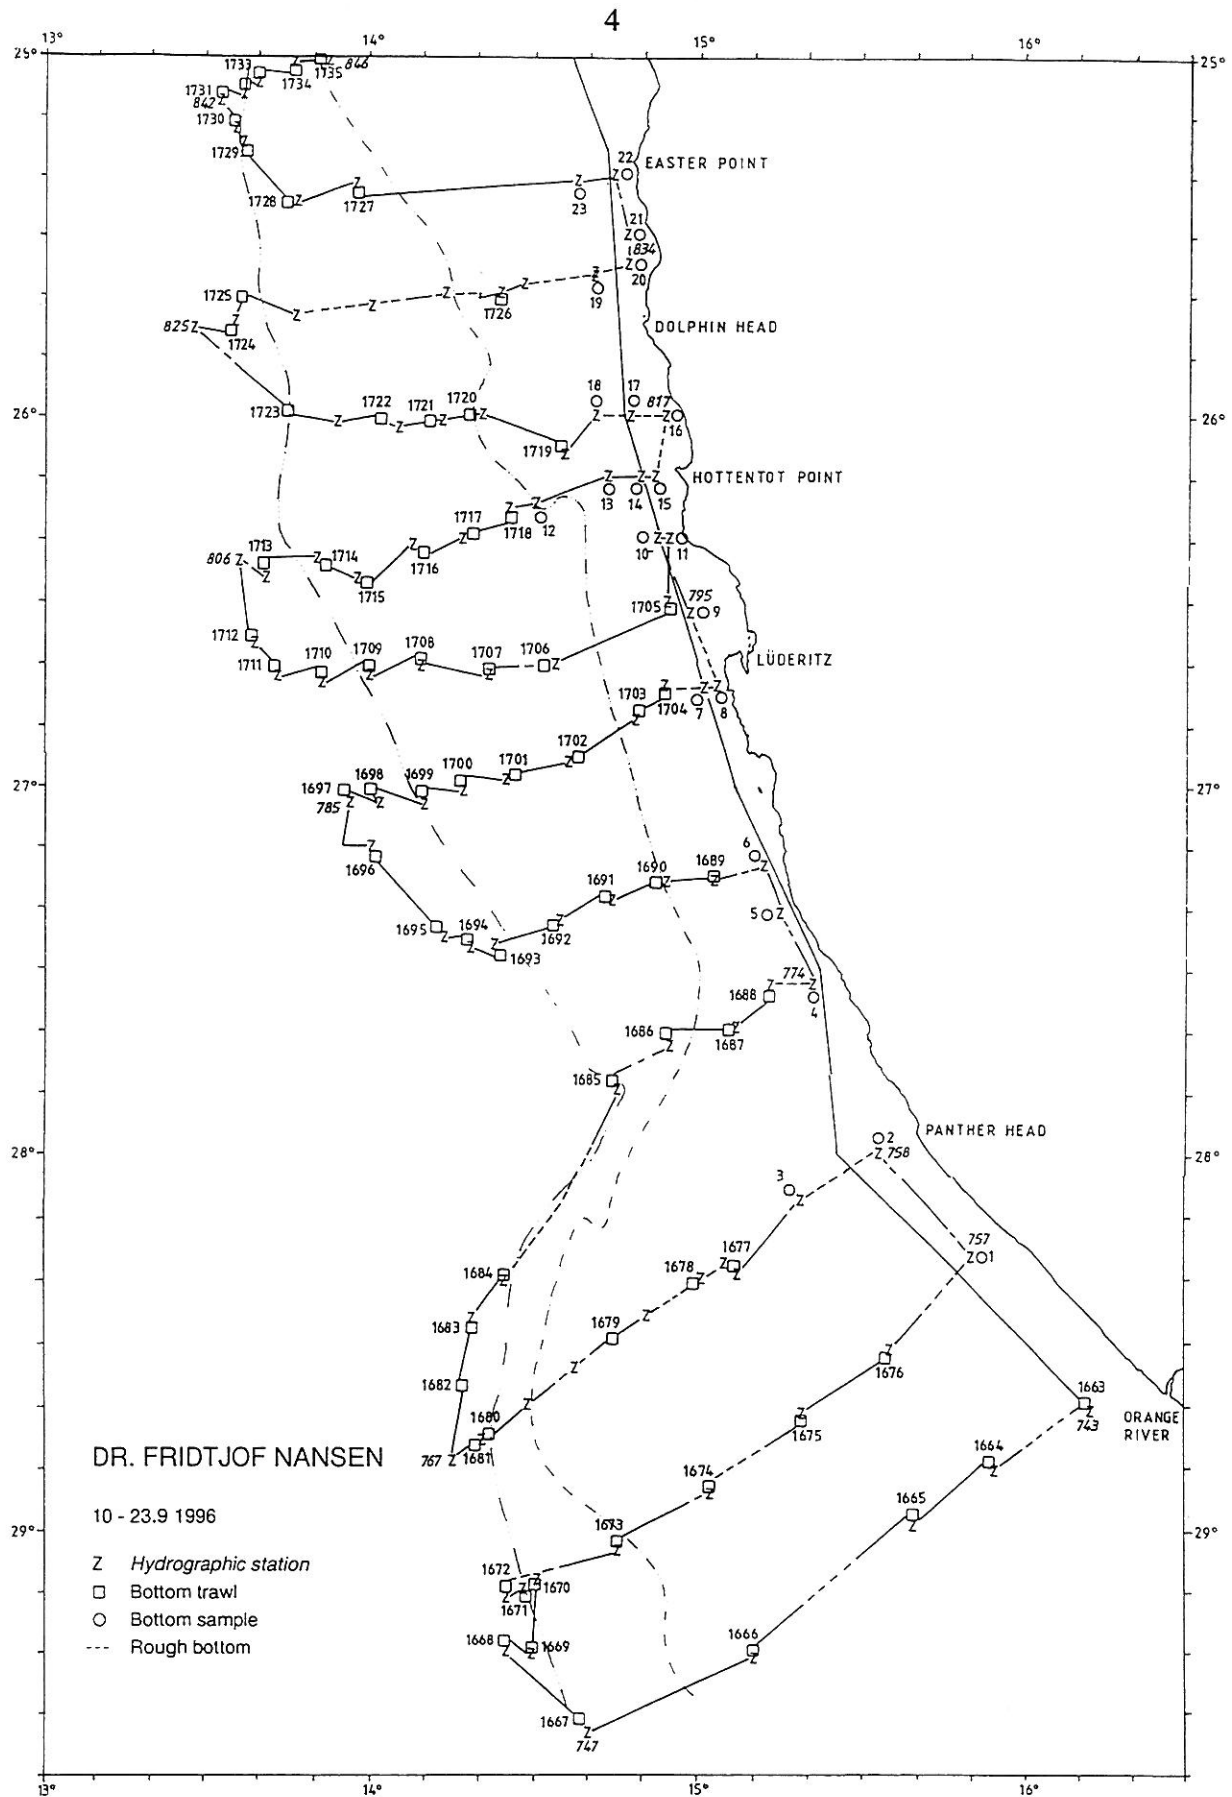 4
13° 14° 15° 16°
25° 25°
1733 1735 846
1734
1731
842
1730
1729
22 EASTER POINT
1728 1727 23
21
834
20
1725 19
1726
825 1724 DOLPHIN HEAD
18 17
1723 1722 1721 1720 817
26° 16 26°
1719
HOTTENTOT POINT
13 14 15
1717 1718 12
10 11
1713
806 1714 1716
1715
795
1705 9
1712
1711 1710 1709 1708 1707 1706
LÜDERITZ
1703
1704 7 8
1702
1701
1700
1699
1698
27° 1697 27°
785
6
1696 1689
1690
1691
5
1695 1694 1692
1693
774
1688
4
1686
1687
1685
PANTHER HEAD
2
28° 758 28°
3
757
1
1677
1678
1684
1683 1679
1676
1682
1663
743
ORANGE
RIVER
1680
1675
767 1681
1664
DR. FRIDTJOF NANSEN
1674
1665
10 - 23.9 1996
29° 1673 29°
Z Hydrographic station
1672
1670
Bottom trawl
1671
Bottom sample
1668 1669 1666
--- Rough bottom
1667
747
13° 14° 15° 16°